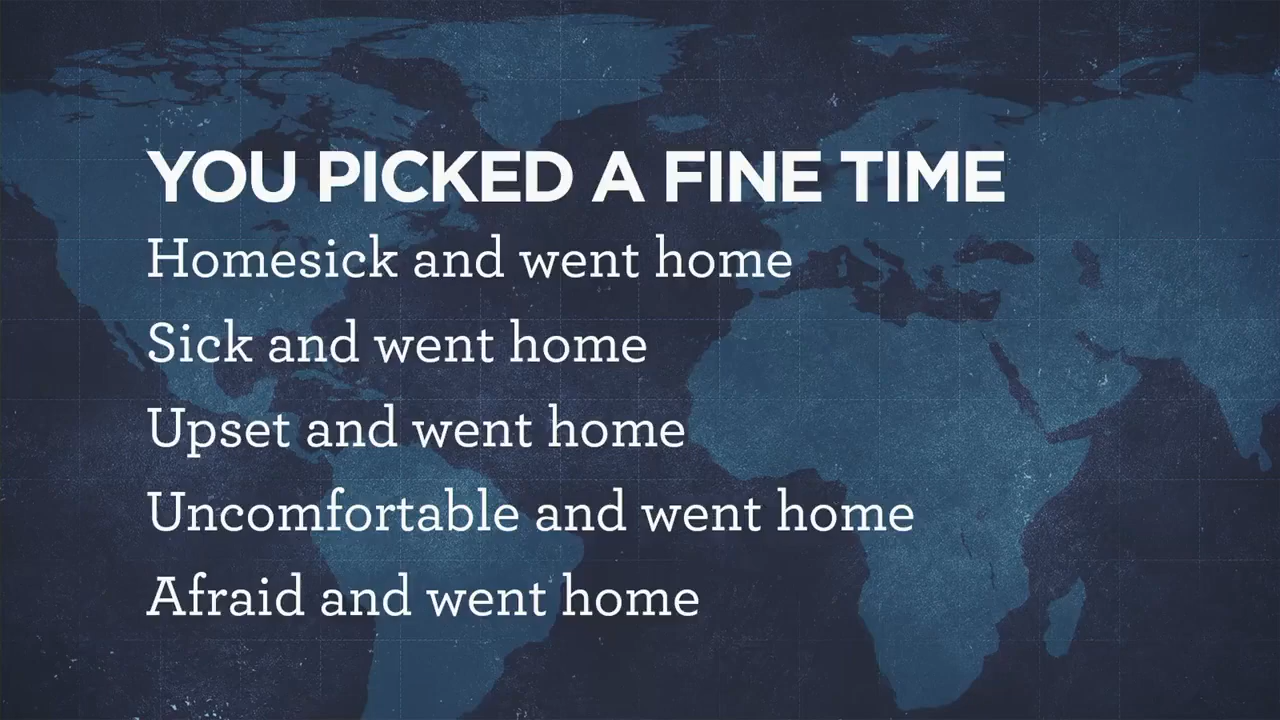 YOU PICKED A FINE TIME
Homesick and went home
Sick and went home
Upset and went home
Uncomfortable and went home
Afraid and went home